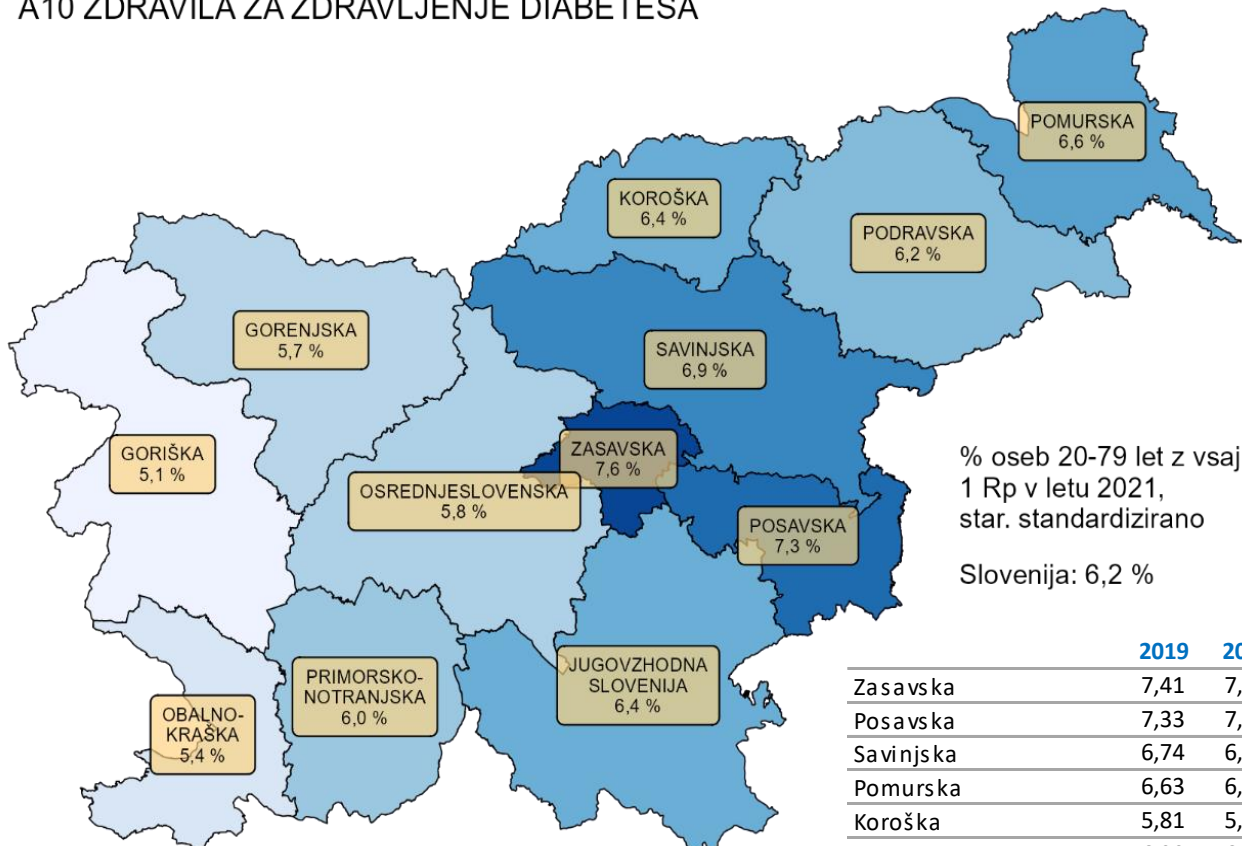 A10 ZDRAVILA ZA ZDRAVLJENJE DIABETESA
POMURSKA
6,6 %
KOROŠKA
6,4 %
PODRAVSKA
6,2 %
GORENJSKA
5,7 %
SAVINJSKA
6,9 %
GORIŠKA
5,1 %
ZASAVSKA
7,6 %
OSREDNJESLOVENSKA
5,8 %
POSAVSKA
7,3 %
% oseb 20-79 let z vsaj
1 Rp v letu 2021,
star. standardizirano
Slovenija: 6,2 %
PRIMORSKO-
NOTRANJSKA
6,0 %
JUGOVZHODNA
SLOVENIJA
6,4 %
OBALNO-
KRAŠKA
5,4 %
2019
Zasavska 7,41
Posavska 7,33
Savinjska 6,74
Pomurska 6,63
Koroška 5,81